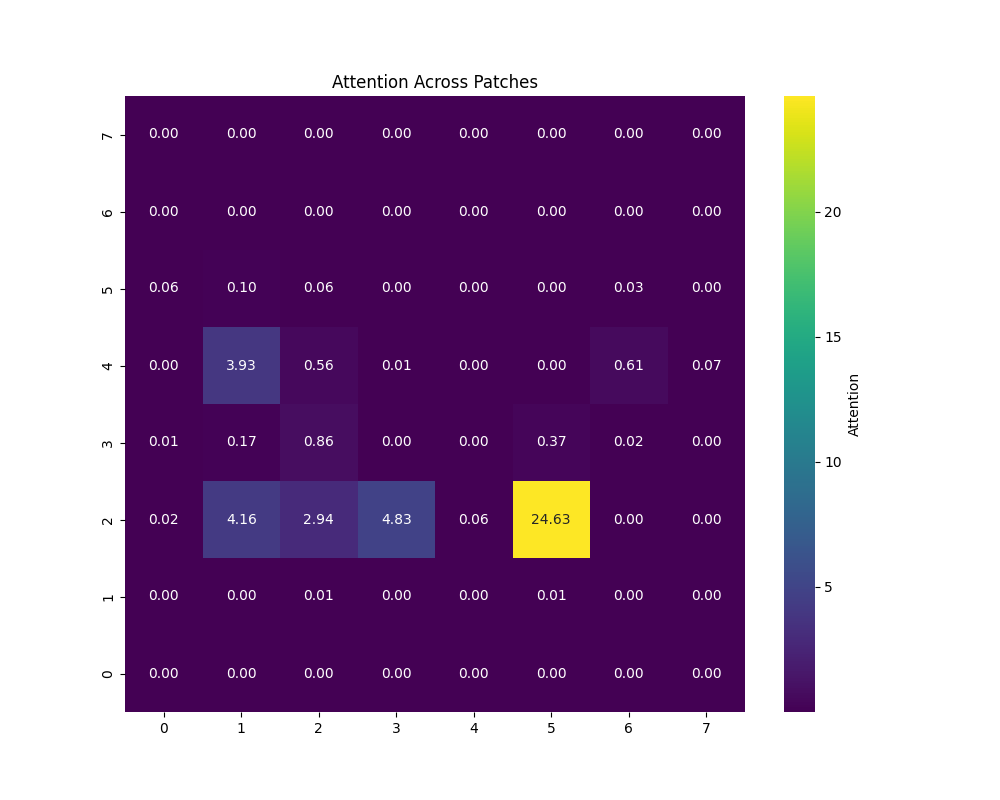 Attention Across Patches
7 0.00 0.00 0.00 0.00 0.00 0.00 0.00 0.00
6 0.00 0.00 0.00 0.00 0.00 0.00 0.00 0.00
20
5 0.06 0.10 0.06 0.00 0.00 0.00 0.03 0.00
15
4 0.00 3.93 0.56 0.01 0.00 0.00 0.61 0.07
Attention
3 0.01 0.17 0.86 0.00 0.00 0.37 0.02 0.00
10
2 0.02 4.16 2.94 4.83 0.06 24.63 0.00 0.00
5
1 0.00 0.00 0.01 0.00 0.00 0.01 0.00 0.00
0 0.00 0.00 0.00 0.00 0.00 0.00 0.00 0.00
0 1 2 3 4 5 6 7